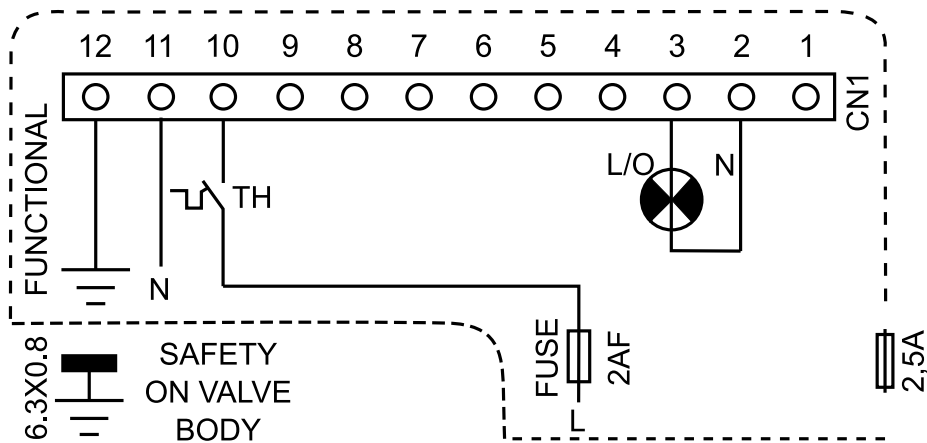 12 11 10 9 8 7 6 5 4 3 2 1
CN1
FUNCTIONAL
L/O
N
TH
N
FUSE
2AF
L
2,5A
6.3X0.8
SAFETY
ON VALVE
BODY